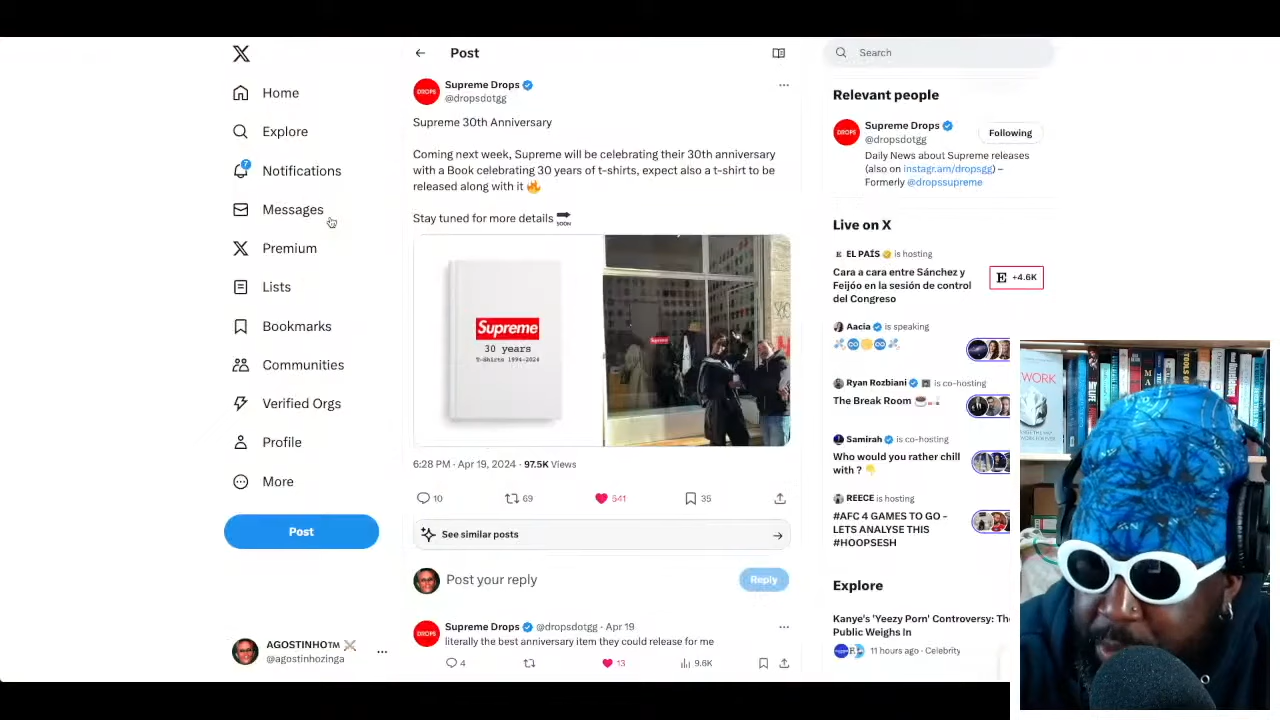 Home
Explore
7
Notifications
Messages
Premium
Lists
Bookmarks
Communities
Verified Orgs
Profile
More
Post
AGOSTINHO™
@agostinhozinga
Post
DROPS
Supreme Drops
@dropsdotgg
Supreme 30th Anniversary
Coming next week, Supreme will be celebrating their 30th anniversary
with a Book celebrating 30 years of t-shirts, expect also a t-shirt to be
released along with it 🔥
Stay tuned for more details 🔜
Supreme
30 years
T-Shirts 1994-2024
Supreme
6:28 PM · Apr 19, 2024 · 97.5K Views
10
69
541
35
See similar posts
Post your reply
Reply
DROPS
Supreme Drops @dropsdotgg · Apr 19
literally the best anniversary item they could release for me
4
13
9.6K
Search
Relevant people
DROPS
Supreme Drops
@dropsdotgg
Following
Daily News about Supreme releases
(also on instagr.am/dropsgg) –
Formerly @dropssupreme
Live on X
E EL PAÍS is hosting
Cara a cara entre Sánchez y
Feijóo en la sesión de control
del Congreso
E +4.6K
Aacia is speaking
Ryan Rozbiani is co-hosting
The Break Room
Samirah is co-hosting
Who would you rather chill
with ?
REECE is hosting
#AFC 4 GAMES TO GO -
LETS ANALYSE THIS
#HOOPSESH
Explore
Kanye's 'Yeezy Porn' Controversy: The
Public Weighs In
11 hours ago · Celebrity
WORK